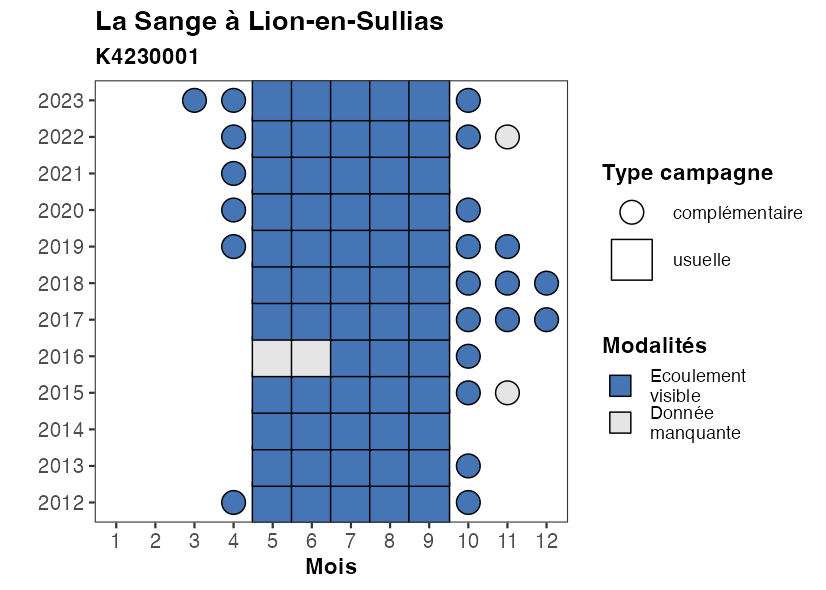 La Sange à Lion-en-Sullias
K4230001
2023
2022
2021
2020
2019
2018
2017
2016
2015
2014
2013
2012
1 2 3 4 5 6 7 8 9 10 11 12
Mois
Type campagne
complémentaire
usuelle
Modalités
Ecoulement
visible
Donnée
manquante